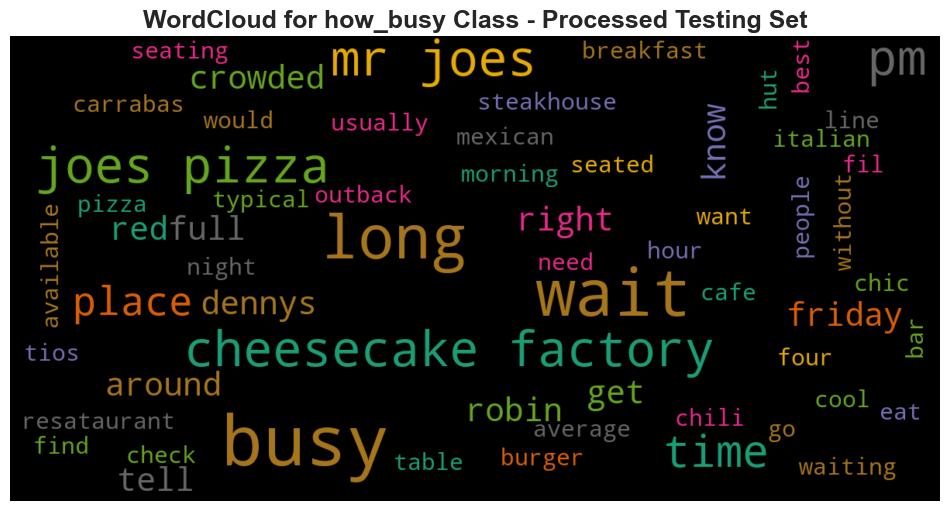 WordCloud for how_busy Class - Processed Testing Set
seating
mr joes
breakfast
best
pm
crowded
hut
carrabas
steakhouse
would
usually
mexican
know
line
italian
joes pizza
morning
seated
fil
pizza
typical
outback
people
without
available
red
full
long
right
want
night
need
hour
place
dennys
wait
cafe
chic
friday
bar
tios
cheesecake factory
four
around
get
robin
cool
eat
resataurant
busy
average
chili
go
find
check
table
burger
time
waiting
tell